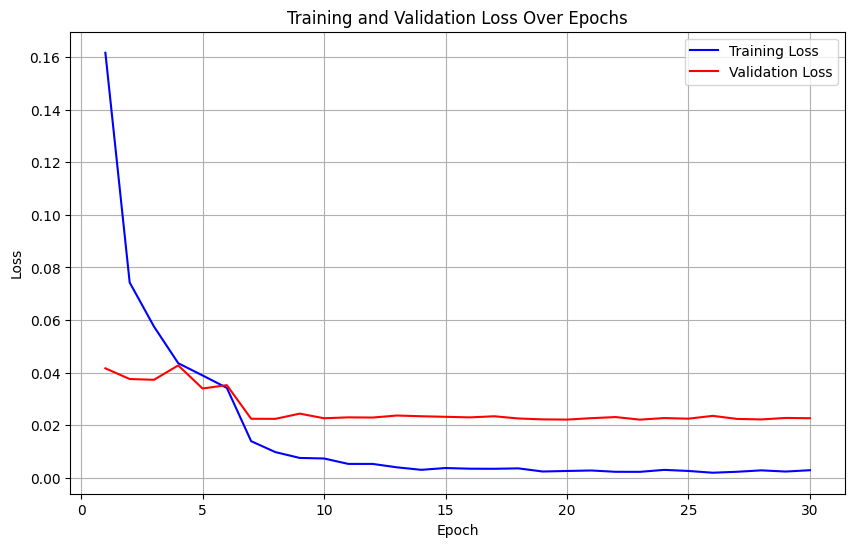 Training and Validation Loss Over Epochs
Training Loss
Validation Loss
0.16
0.14
0.12
0.10
0.08
0.06
0.04
0.02
0.00
Loss
0 5 10 15 20 25 30
Epoch